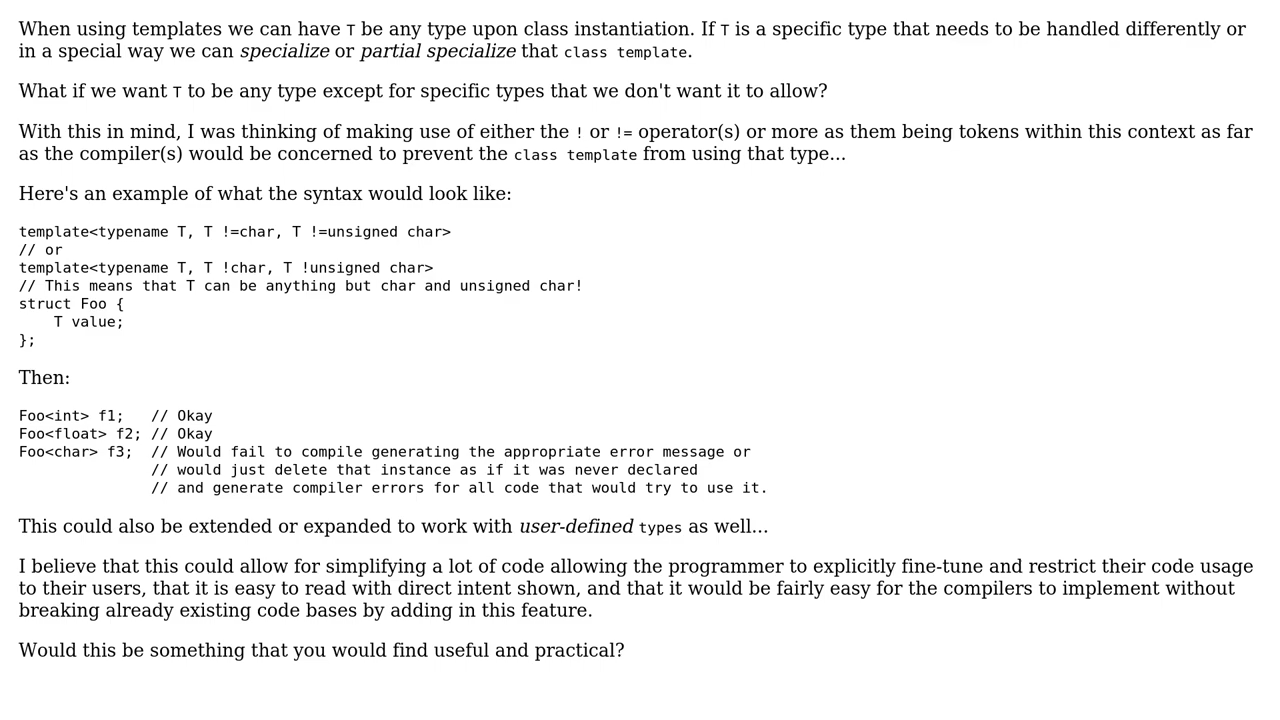 When using templates we can have T be any type upon class instantiation. If T is a specific type that needs to be handled differently or
in a special way we can specialize or partial specialize that class template.
What if we want T to be any type except for specific types that we don't want it to allow?
With this in mind, I was thinking of making use of either the ! or != operator(s) or more as them being tokens within this context as far
as the compiler(s) would be concerned to prevent the class template from using that type...
Here's an example of what the syntax would look like:
template<typename T, T !=char, T !=unsigned char>
// or
template<typename T, T !char, T !unsigned char>
// This means that T can be anything but char and unsigned char!
struct Foo {
    T value;
};
Then:
Foo<int> f1;   // Okay
Foo<float> f2; // Okay
Foo<char> f3;  // Would fail to compile generating the appropriate error message or
               // would just delete that instance as if it was never declared
               // and generate compiler errors for all code that would try to use it.
This could also be extended or expanded to work with user-defined types as well...
I believe that this could allow for simplifying a lot of code allowing the programmer to explicitly fine-tune and restrict their code usage
to their users, that it is easy to read with direct intent shown, and that it would be fairly easy for the compilers to implement without
breaking already existing code bases by adding in this feature.
Would this be something that you would find useful and practical?